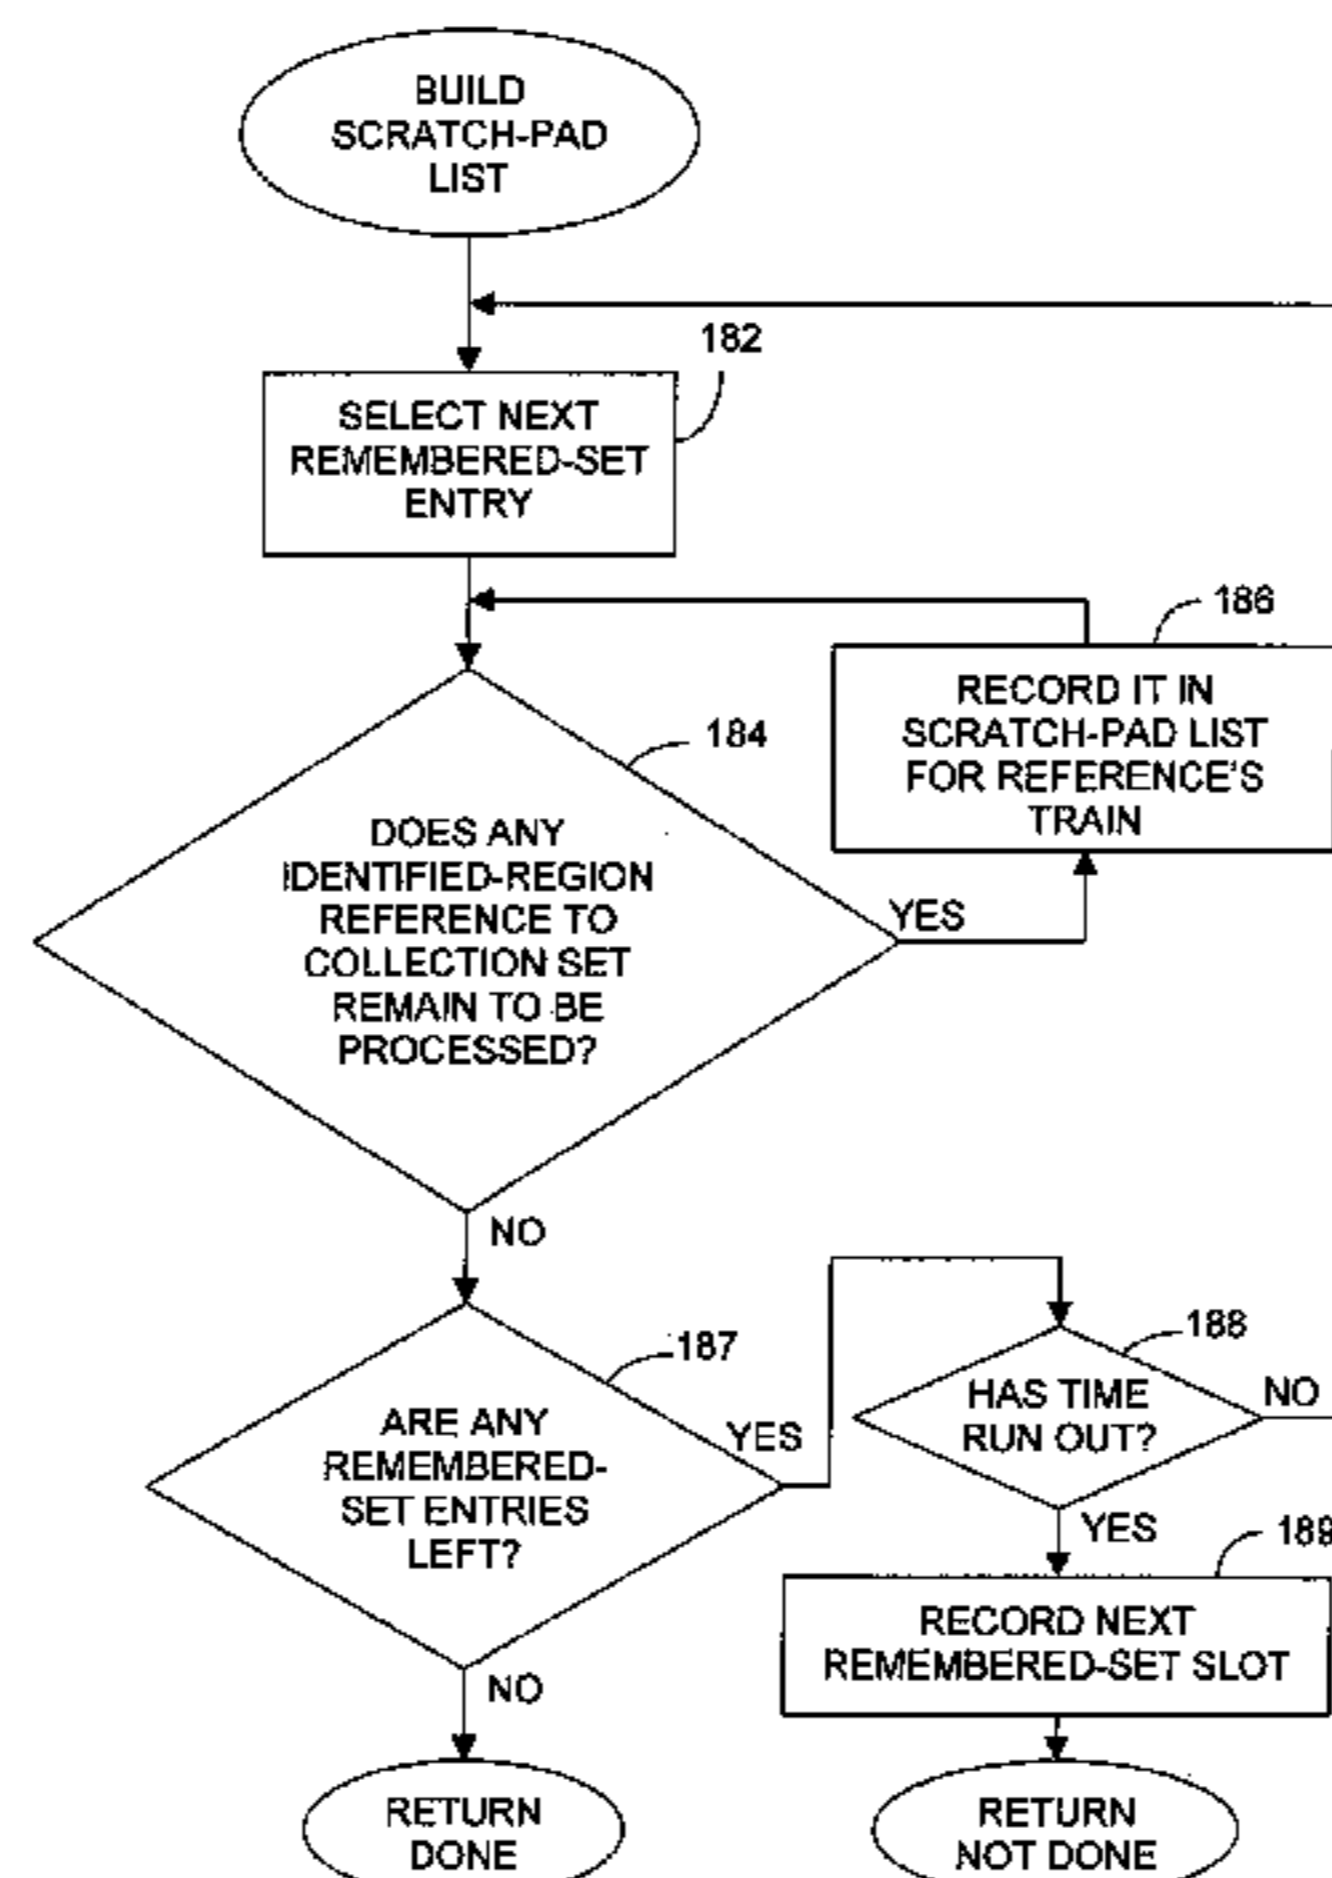 BUILD
SCRATCH-PAD
LIST
182
SELECT NEXT
REMEMBERED-SET
ENTRY
186
RECORD IT IN
SCRATCH-PAD LIST
FOR REFERENCE'S
TRAIN
184
DOES ANY
IDENTIFIED-REGION
REFERENCE TO
COLLECTION SET
REMAIN TO BE
PROCESSED?
YES
NO
187
ARE ANY
REMEMBERED-
SET ENTRIES
LEFT?
YES
188
HAS TIME
RUN OUT?
NO
YES
189
RECORD NEXT
REMEMBERED-SET SLOT
NO
RETURN
DONE
RETURN
NOT DONE